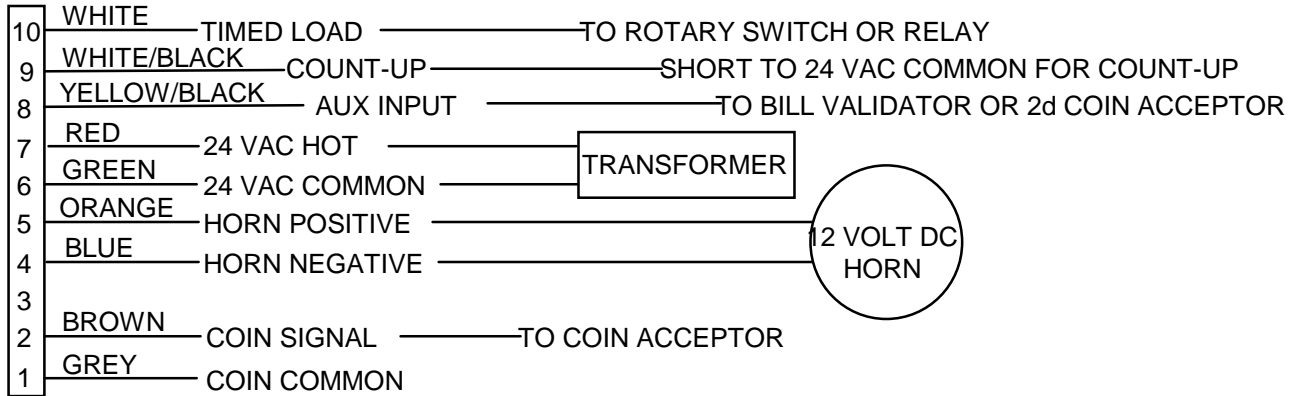 10 WHITE TIMED LOAD TO ROTARY SWITCH OR RELAY
9 WHITE/BLACK COUNT-UP SHORT TO 24 VAC COMMON FOR COUNT-UP
8 YELLOW/BLACK AUX INPUT TO BILL VALIDATOR OR 2d COIN ACCEPTOR
7 RED 24 VAC HOT
TRANSFORMER
6 GREEN 24 VAC COMMON
5 ORANGE HORN POSITIVE
12 VOLT DC
HORN
4 BLUE HORN NEGATIVE
3
2 BROWN COIN SIGNAL TO COIN ACCEPTOR
1 GREY COIN COMMON